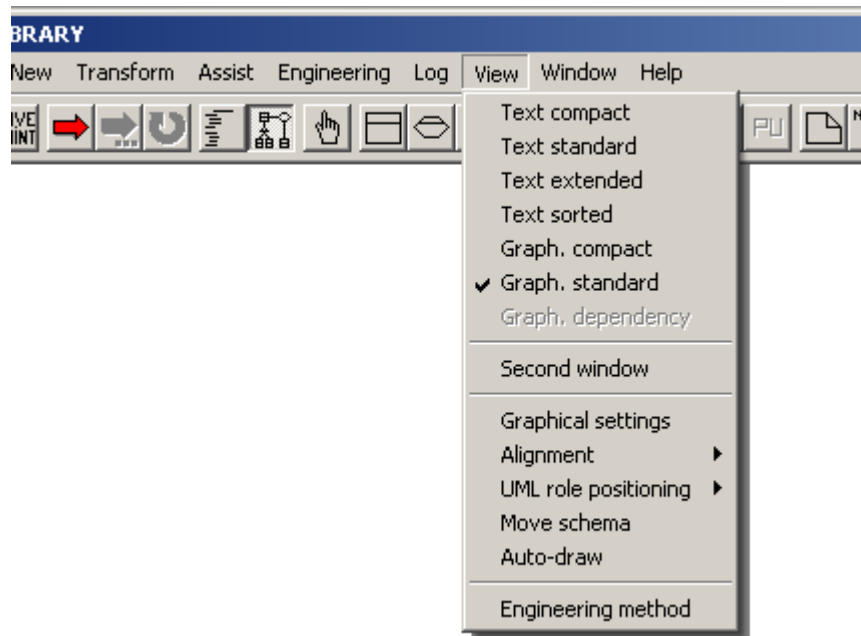 BRARY
New Transform Assist Engineering Log View Window Help
PU
Text compact
Text standard
Text extended
Text sorted
Graph. compact
✔ Graph. standard
Graph. dependency
Second window
Graphical settings
Alignment
UML role positioning
Move schema
Auto-draw
Engineering method